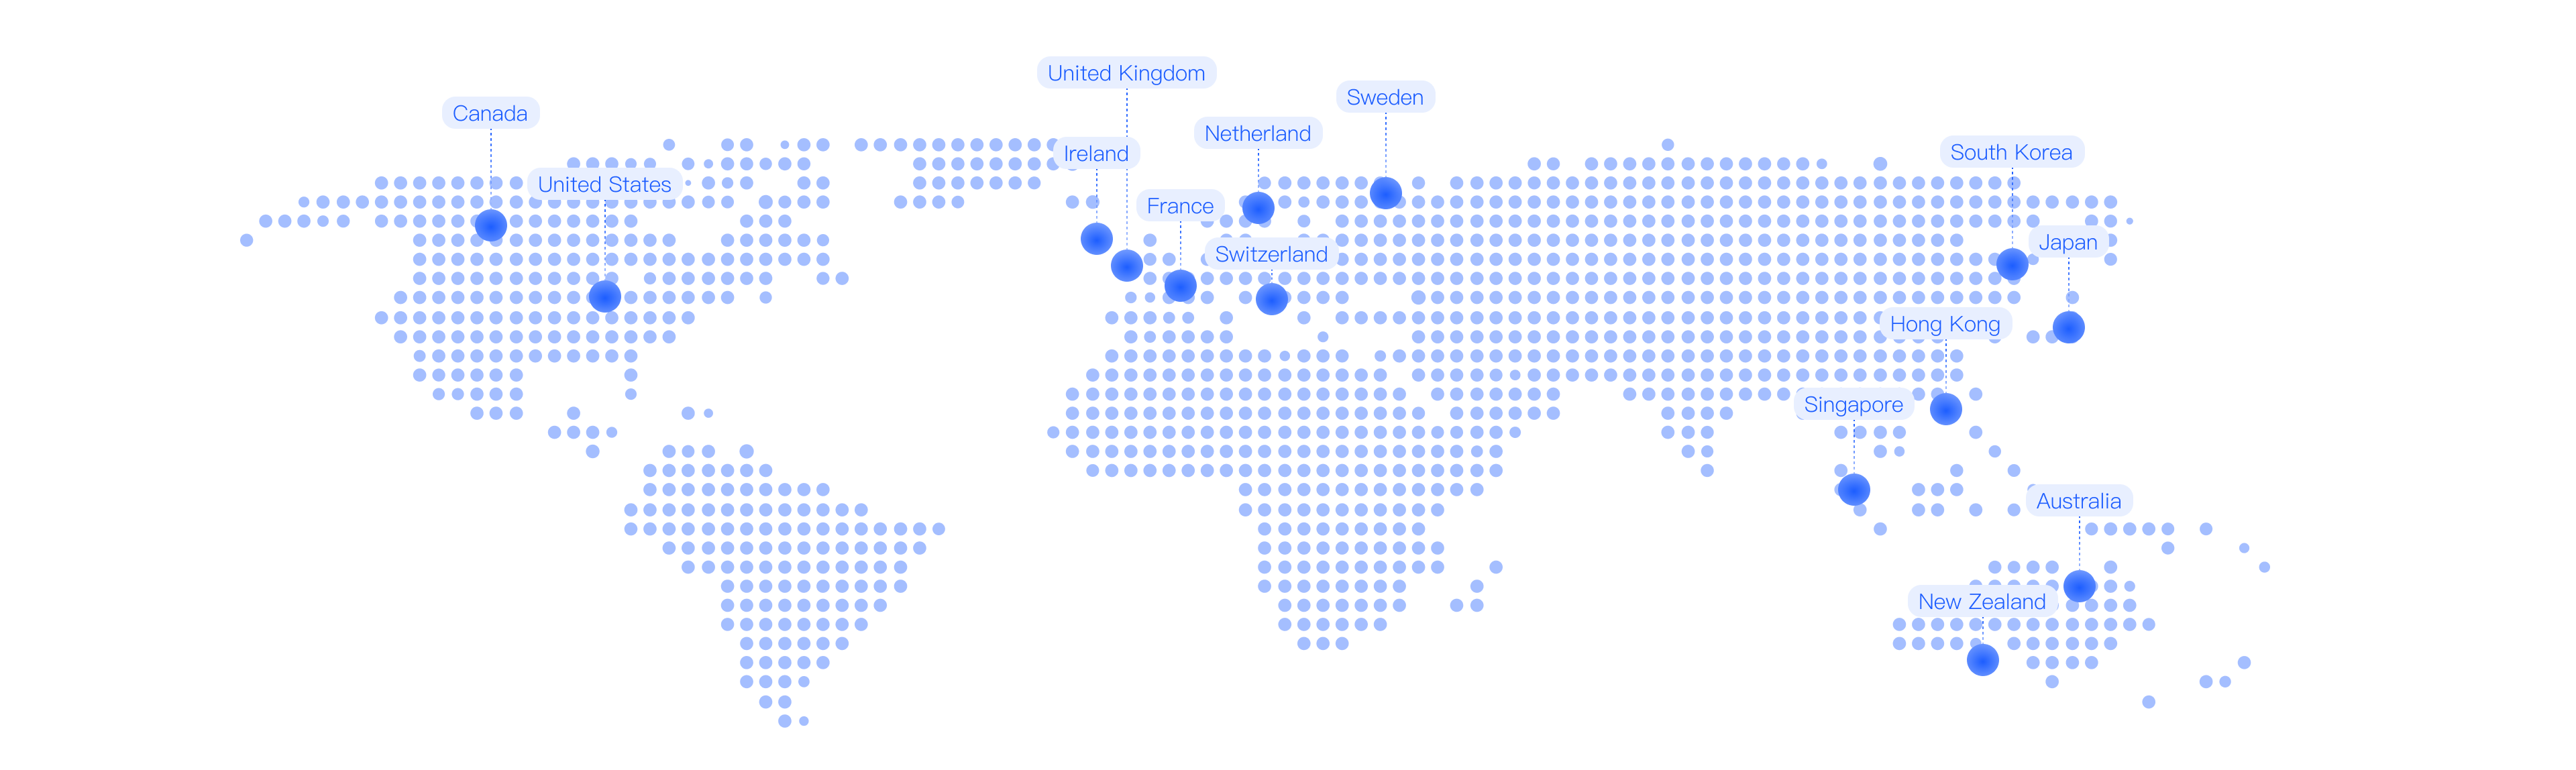 United Kingdom
Sweden
Canada
Netherland
Ireland
South Korea
United States
France
Japan
Switzerland
Hong Kong
Singapore
Australia
New Zealand